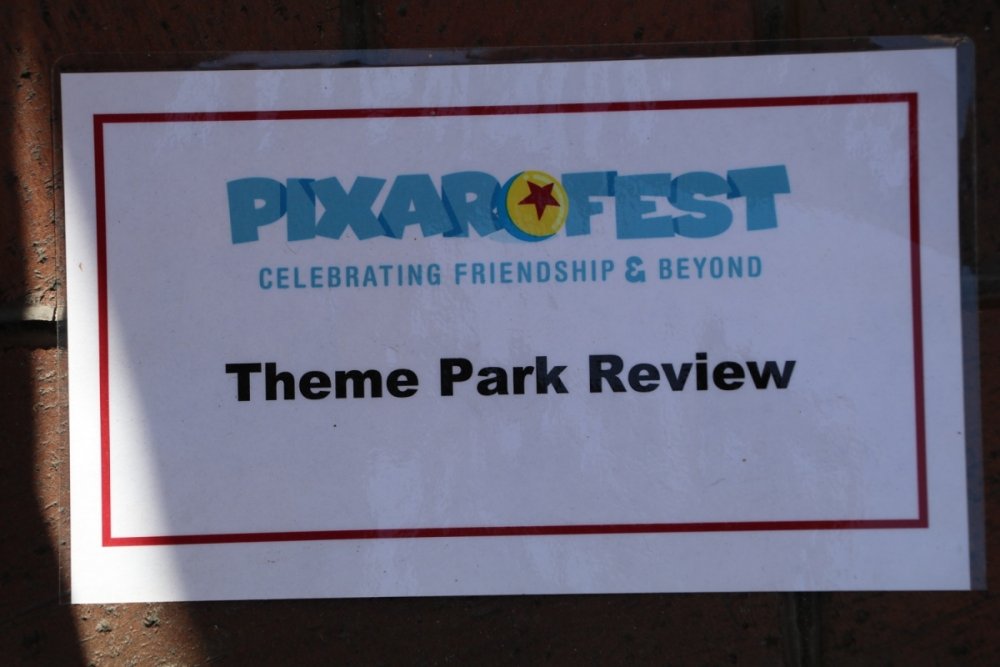 PIXAR FEST
CELEBRATING FRIENDSHIP & BEYOND
Theme Park Review